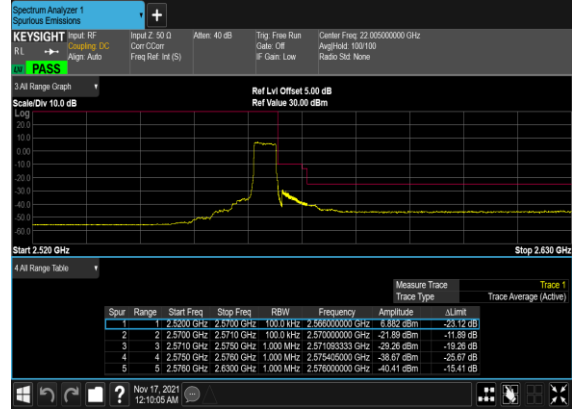 Spectrum Analyzer 1
Spurious Emissions
+
KEYSIGHT Input: RF Input Z: 50 Ω Atten: 40 dB Trig: Free Run Center Freq: 22.005000000 GHz
RL Coupling: DC Corr CCorr Gate: Off Avg|Hold: 100/100
Align: Auto Freq Ref: Int (S) IF Gain: Low Radio Std: None
PASS
3 All Range Graph
Ref Lvl Offset 5.00 dB
Scale/Div 10.0 dB Ref Value 30.00 dBm
Log
20.0
10.0
0.00
-10.0
-20.0
-30.0
-40.0
-50.0
-60.0
Start 2.520 GHz Stop 2.630 GHz
4 All Range Table
Measure Trace Trace 1
Trace Type Trace Average (Active)
Spur Range Start Freq Stop Freq RBW Frequency Amplitude ΔLimit
1 1 2.5200 GHz 2.5700 GHz 100.0 kHz 2.566000000 GHz 6.882 dBm -23.12 dB
2 2 2.5700 GHz 2.5710 GHz 100.0 kHz 2.570000000 GHz -21.89 dBm -11.89 dB
3 3 2.5710 GHz 2.5750 GHz 1.000 MHz 2.571093333 GHz -29.26 dBm -19.26 dB
4 4 2.5750 GHz 2.5760 GHz 1.000 MHz 2.575405000 GHz -38.67 dBm -25.67 dB
5 5 2.5760 GHz 2.6300 GHz 1.000 MHz 2.576000000 GHz -40.41 dBm -15.41 dB
? Nov 17, 2021
12:10:05 AM